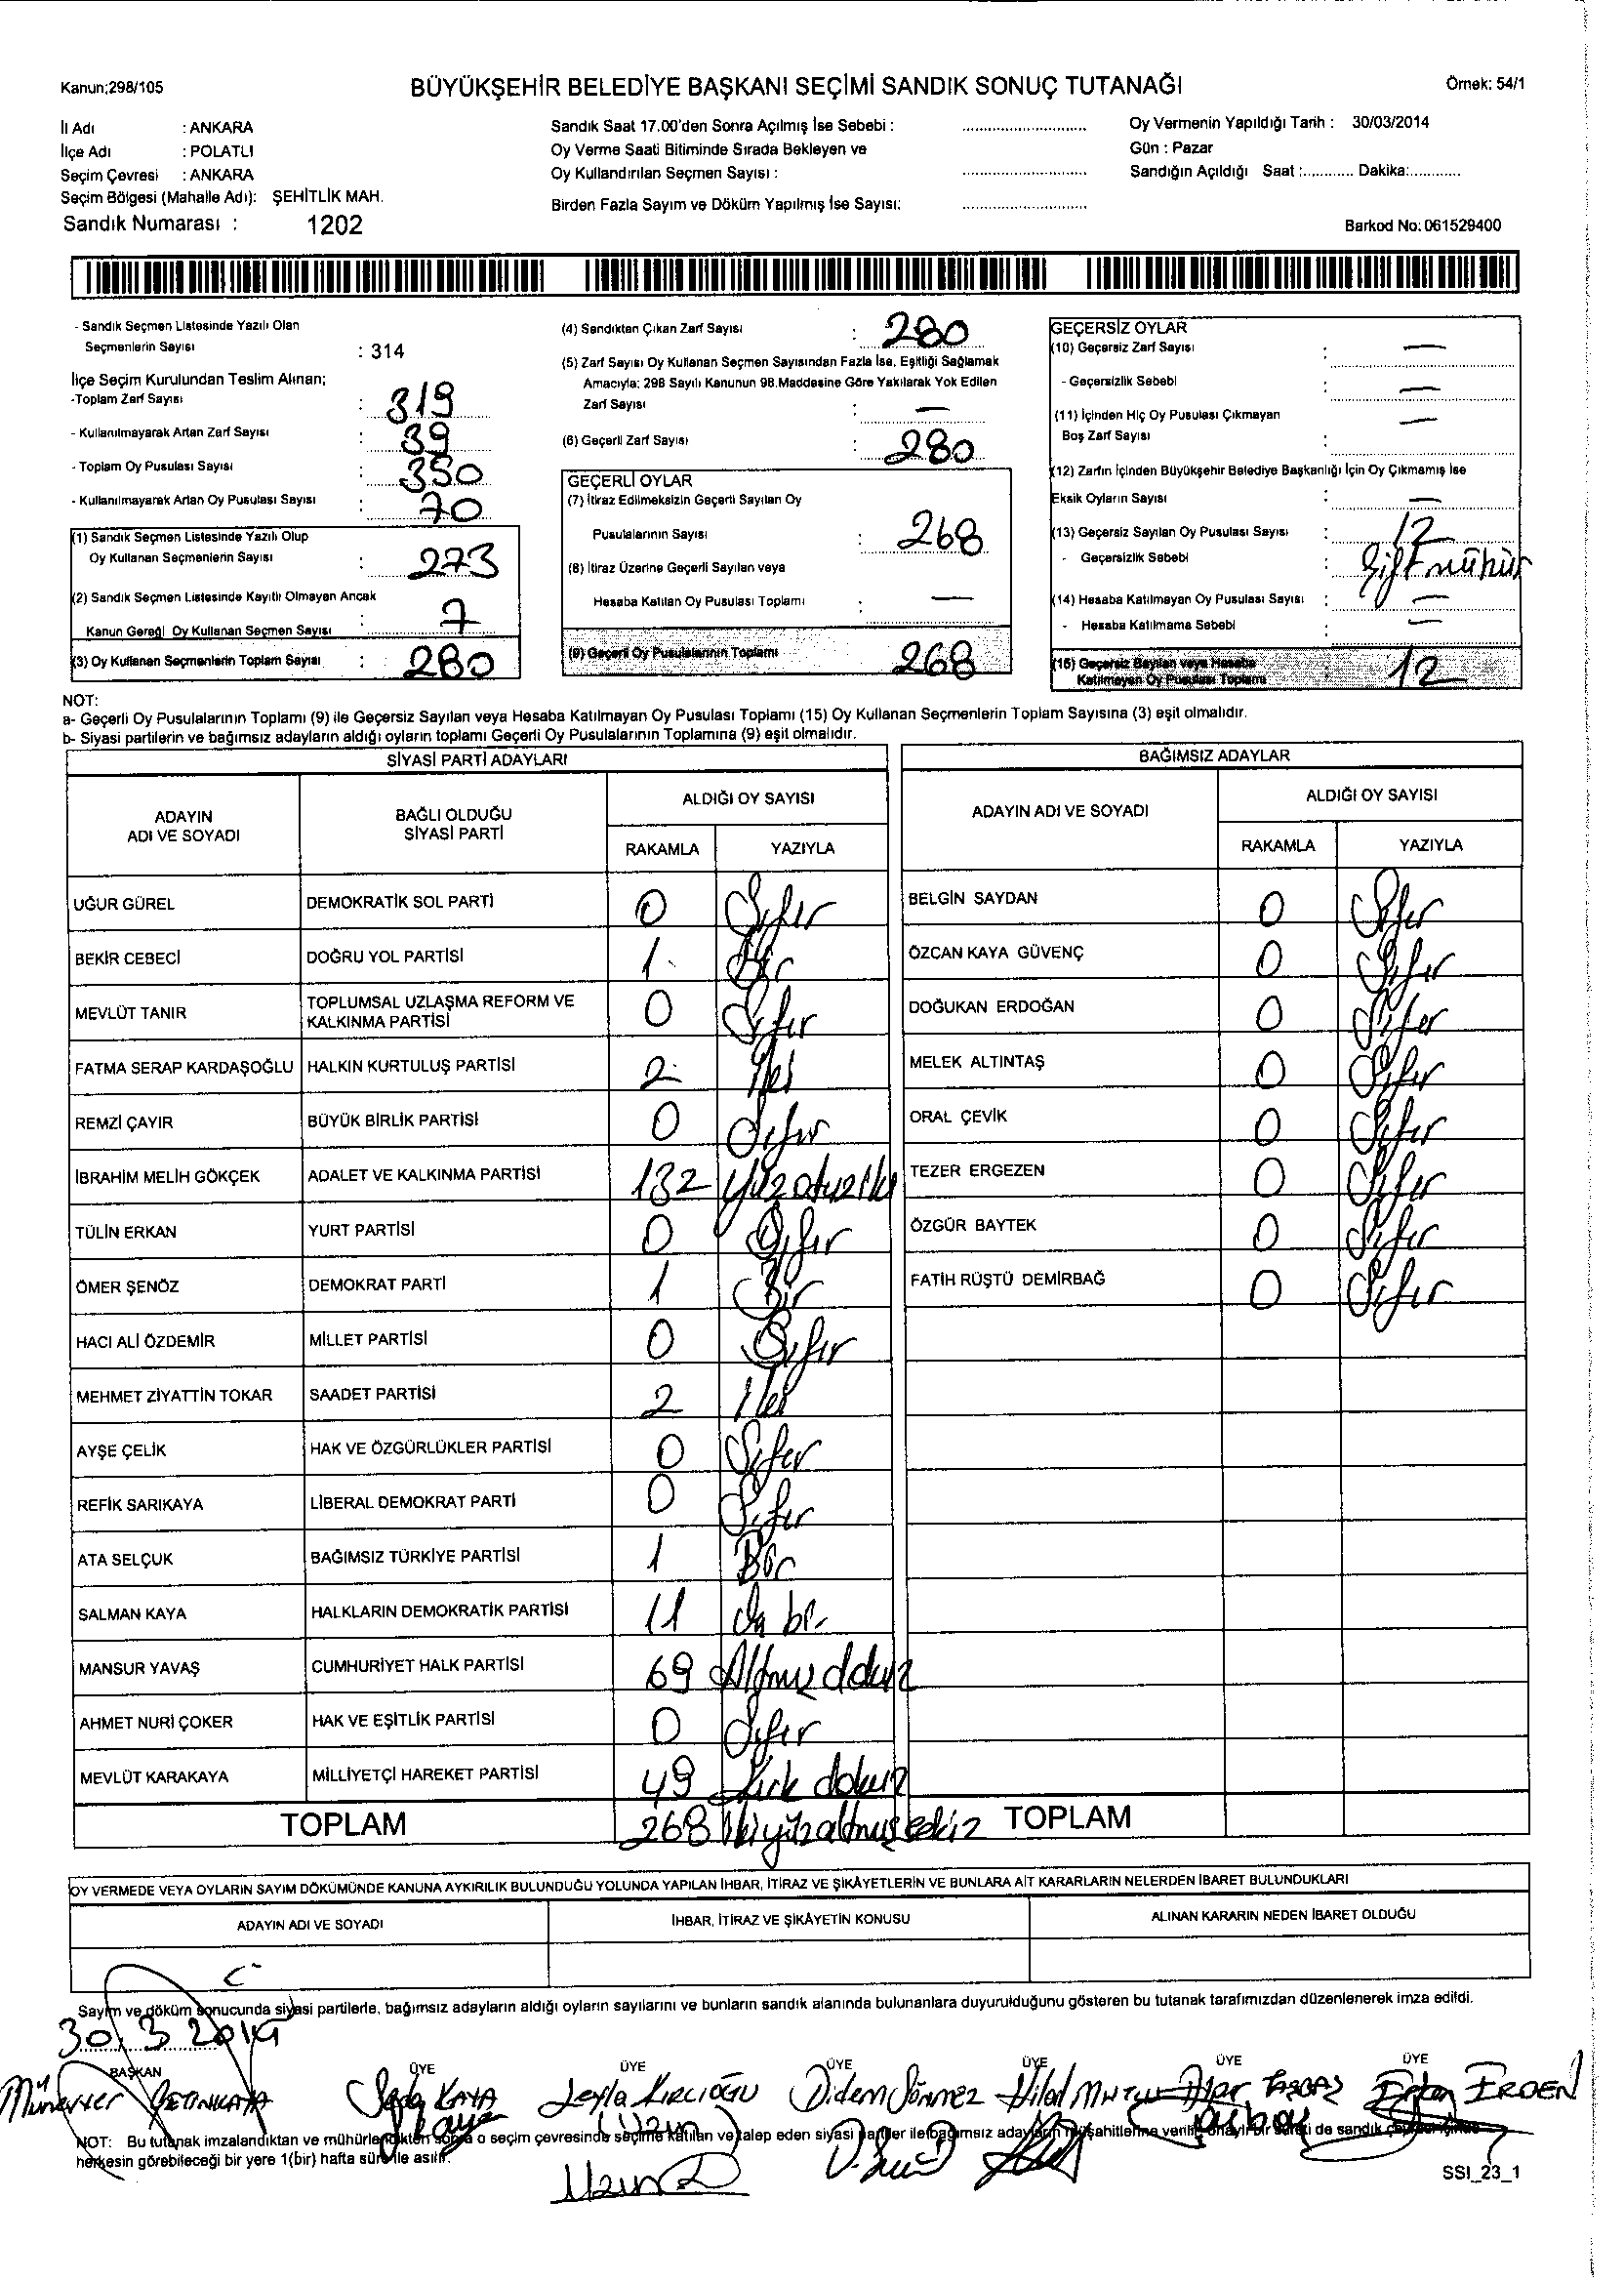 Kanun;298/105
BÜYÜKŞEHİR BELEDİYE BAŞKANI SEÇİMİ SANDIK SONUÇ TUTANAĞI
Örnek: 54/1
İl Adı : ANKARA
İlçe Adı : POLATLI
Seçim Çevresi : ANKARA
Seçim Bölgesi (Mahalle Adı): ŞEHİTLİK MAH.
Sandık Numarası : 1202
Sandık Saat 17.00'den Sonra Açılmış İse Sebebi :
Oy Verme Saati Bitiminde Sırada Bekleyen ve
Oy Kullandırılan Seçmen Sayısı :
Birden Fazla Sayım ve Döküm Yapılmış İse Sayısı:
Oy Vermenin Yapıldığı Tarih : 30/03/2014
Gün : Pazar
Sandığın Açıldığı Saat :............ Dakika:............
Barkod No: 061529400
- Sandık Seçmen Listesinde Yazılı Olan
Seçmenlerin Sayısı : 314
İlçe Seçim Kurulundan Teslim Alınan;
-Toplam Zarf Sayısı : 319
- Kullanılmayarak Artan Zarf Sayısı : 39
- Toplam Oy Pusulası Sayısı : 350
- Kullanılmayarak Artan Oy Pusulası Sayısı : 70
(1) Sandık Seçmen Listesinde Yazılı Olup
Oy Kullanan Seçmenlerin Sayısı : 273
(2) Sandık Seçmen Listesinde Kayıtlı Olmayan Ancak
Kanun Gereği Oy Kullanan Seçmen Sayısı : 7
(3) Oy Kullanan Seçmenlerin Toplam Sayısı : 280
(4) Sandıktan Çıkan Zarf Sayısı : 280
(5) Zarf Sayısı Oy Kullanan Seçmen Sayısından Fazla İse, Eşitliği Sağlamak
Amacıyla; 298 Sayılı Kanunun 98.Maddesine Göre Yakılarak Yok Edilen
Zarf Sayısı : —
(6) Geçerli Zarf Sayısı : 280
GEÇERLİ OYLAR
(7) İtiraz Edilmeksizin Geçerli Sayılan Oy
Pusulalarının Sayısı : 268
(8) İtiraz Üzerine Geçerli Sayılan veya
Hesaba Katılan Oy Pusulası Toplamı : —
(9) Geçerli Oy Pusulalarının Toplamı 268
GEÇERSİZ OYLAR
(10) Geçersiz Zarf Sayısı : —
- Geçersizlik Sebebi : —
(11) İçinden Hiç Oy Pusulası Çıkmayan
Boş Zarf Sayısı : —
(12) Zarfın İçinden Büyükşehir Belediye Başkanlığı İçin Oy Çıkmamış İse
Eksik Oyların Sayısı : —
(13) Geçersiz Sayılan Oy Pusulası Sayısı : 12
- Geçersizlik Sebebi : Çift mühür
(14) Hesaba Katılmayan Oy Pusulası Sayısı : —
- Hesaba Katılmama Sebebi : —
(15) Geçersiz Sayılan veya Hesaba
Katılmayan Oy Pusulası Toplamı : 12
NOT:
a- Geçerli Oy Pusulalarının Toplamı (9) ile Geçersiz Sayılan veya Hesaba Katılmayan Oy Pusulası Toplamı (15) Oy Kullanan Seçmenlerin Toplam Sayısına (3) eşit olmalıdır.
b- Siyasi partilerin ve bağımsız adayların aldığı oyların toplamı Geçerli Oy Pusulalarının Toplamına (9) eşit olmalıdır.
SİYASİ PARTİ ADAYLARI
ADAYIN ADI VE SOYADI BAĞLI OLDUĞU SİYASİ PARTİ ALDIĞI OY SAYISI
RAKAMLA YAZIYLA
UĞUR GÜREL DEMOKRATİK SOL PARTİ 0 Sıfır
BEKİR CEBECİ DOĞRU YOL PARTİSİ 1 Bir
MEVLÜT TANIR TOPLUMSAL UZLAŞMA REFORM VE KALKINMA PARTİSİ 0 Sıfır
FATMA SERAP KARDAŞOĞLU HALKIN KURTULUŞ PARTİSİ 2 İki
REMZİ ÇAYIR BÜYÜK BİRLİK PARTİSİ 0 Sıfır
İBRAHİM MELİH GÖKÇEK ADALET VE KALKINMA PARTİSİ 132 Yüzotuziki
TÜLİN ERKAN YURT PARTİSİ 0 Sıfır
ÖMER ŞENÖZ DEMOKRAT PARTİ 1 Bir
HACI ALİ ÖZDEMİR MİLLET PARTİSİ 0 Sıfır
MEHMET ZİYATTİN TOKAR SAADET PARTİSİ 2 İki
AYŞE ÇELİK HAK VE ÖZGÜRLÜKLER PARTİSİ 0 Sıfır
REFİK SARIKAYA LİBERAL DEMOKRAT PARTİ 0 Sıfır
ATA SELÇUK BAĞIMSIZ TÜRKİYE PARTİSİ 1 Bir
SALMAN KAYA HALKLARIN DEMOKRATİK PARTİSİ 11 On bir
MANSUR YAVAŞ CUMHURİYET HALK PARTİSİ 69 Altmış dokuz
AHMET NURİ ÇOKER HAK VE EŞİTLİK PARTİSİ 0 Sıfır
MEVLÜT KARAKAYA MİLLİYETÇİ HAREKET PARTİSİ 49 Kırk dokuz
TOPLAM 268 İkiyüzaltmışsekiz
BAĞIMSIZ ADAYLAR
ADAYIN ADI VE SOYADI ALDIĞI OY SAYISI
RAKAMLA YAZIYLA
BELGİN SAYDAN 0 Sıfır
ÖZCAN KAYA GÜVENÇ 0 Sıfır
DOĞUKAN ERDOĞAN 0 Sıfır
MELEK ALTINTAŞ 0 Sıfır
ORAL ÇEVİK 0 Sıfır
TEZER ERGEZEN 0 Sıfır
ÖZGÜR BAYTEK 0 Sıfır
FATİH RÜŞTÜ DEMİRBAĞ 0 Sıfır
TOPLAM
OY VERMEDE VEYA OYLARIN SAYIM DÖKÜMÜNDE KANUNA AYKIRILIK BULUNDUĞU YOLUNDA YAPILAN İHBAR, İTİRAZ VE ŞİKÂYETLERİN VE BUNLARA AİT KARARLARIN NELERDEN İBARET BULUNDUKLARI
ADAYIN ADI VE SOYADI İHBAR, İTİRAZ VE ŞİKÂYETİN KONUSU ALINAN KARARIN NEDEN İBARET OLDUĞU
Sayım ve döküm sonucunda siyasi partilerle, bağımsız adayların aldığı oyların sayılarını ve bunların sandık alanında bulunanlara duyurulduğunu gösteren bu tutanak tarafımızdan düzenlenerek imza edildi.
30.3.2014
BAŞKAN ÜYE ÜYE ÜYE ÜYE ÜYE ÜYE
Münevver ÇETİNKAYA Seda KAYA Leyla KIRCIOĞU Didem Sönmez Hilal ERDEN
NOT: Bu tutanak imzalandıktan ve mühürlendikten sonra o seçim çevresinde seçime katılan ve talep eden siyasi partiler ile bağımsız adayların müşahitlerine verilir, onaylı bir sureti de sandık
herkesin görebileceği bir yere 1(bir) hafta süre ile asılır.
SSI_23_1